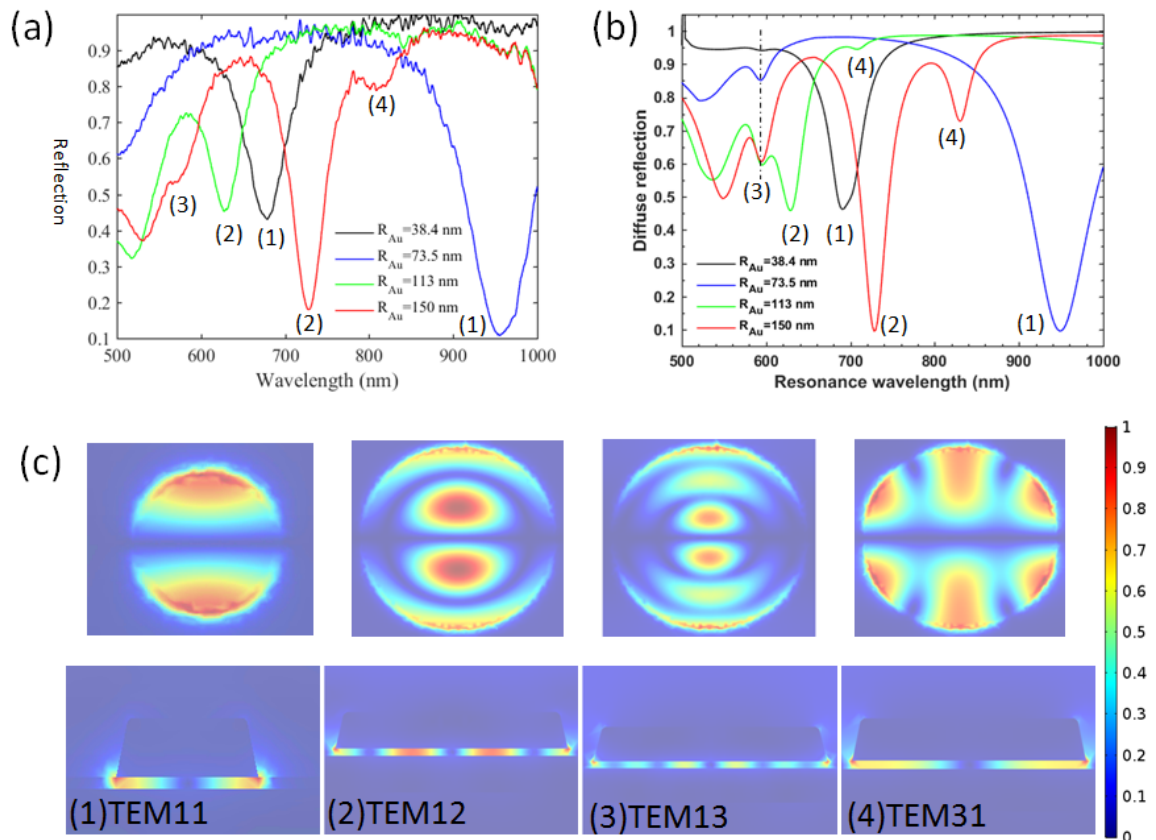 (a)
Reflection
0.9
0.8
0.7
0.6
0.5
0.4
0.3
0.2
0.1
500 600 700 800 900 1000
Wavelength (nm)
(3)
(2)
(1)
(2)
(4)
(1)
R_Au=38.4 nm
R_Au=73.5 nm
R_Au=113 nm
R_Au=150 nm
(b)
Diffuse reflection
1
0.9
0.8
0.7
0.6
0.5
0.4
0.3
0.2
0.1
500 600 700 800 900 1000
Resonance wavelength (nm)
(4)
(4)
(3)
(2)
(1)
(2)
(1)
R_Au=38.4 nm
R_Au=73.5 nm
R_Au=113 nm
R_Au=150 nm
(c)
(1)TEM11
(2)TEM12
(3)TEM13
(4)TEM31
1
0.9
0.8
0.7
0.6
0.5
0.4
0.3
0.2
0.1
0